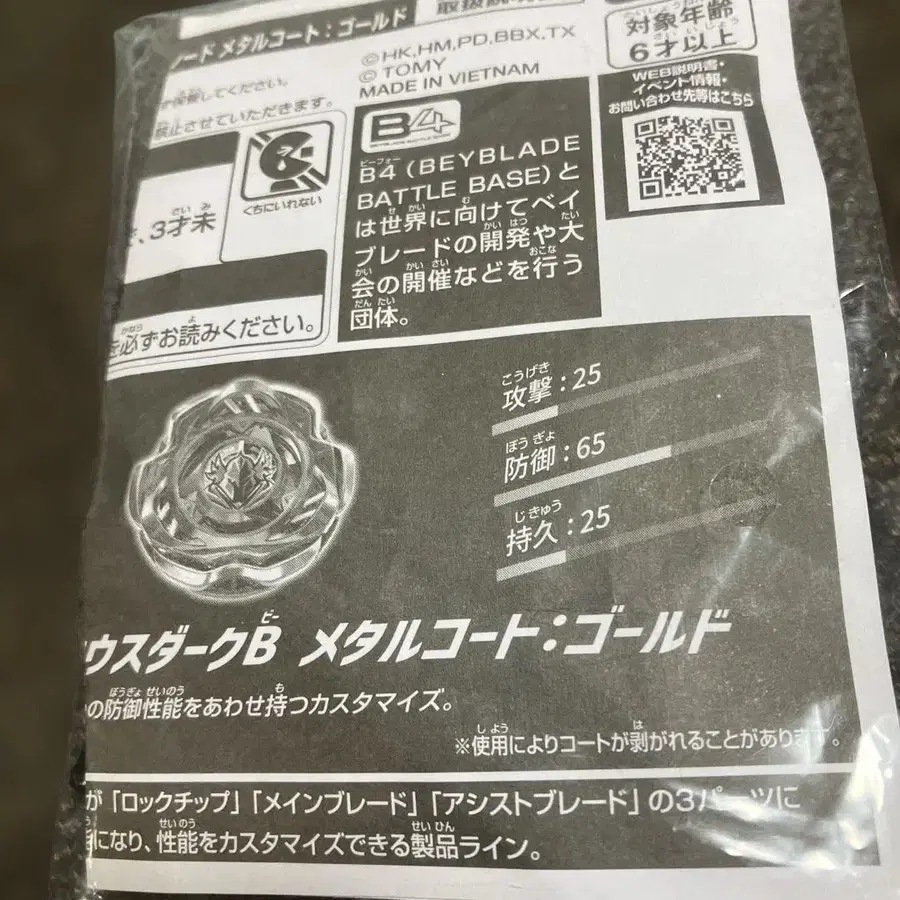 ード メタルコート：ゴールド
してください。
禁止させていただきます。
3才未
くちにいれない
必ずお読みください。
©HK,HM,PD,BBX,TX
© TOMY
MADE IN VIETNAM
B4
BEYBLADE BATTLE BASE
B4（BEYBLADE
BATTLE BASE）と
は世界に向けてベイ
ブレードの開発や大
会の開催などを行う
団体。
対象年齢
6才以上
WEB説明書・
イベント情報・
お問い合わせ先等はこちら
攻撃：25
防御：65
持久：25
ウスダークB メタルコート：ゴールド
の防御性能をあわせ持つカスタマイズ。
※使用によりコートが剥がれることがあります。
が「ロックチップ」「メインブレード」「アシストブレード」の3パーツに
になり、性能をカスタマイズできる製品ライン。